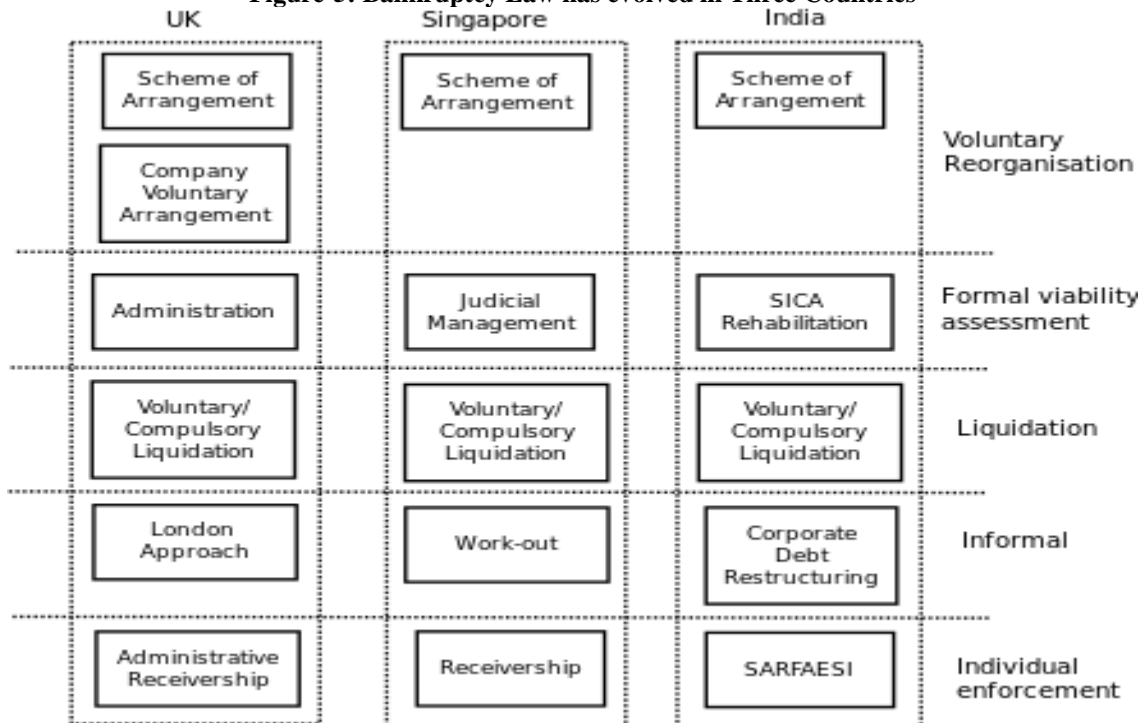 Figure 3: Bankruptcy Law has evolved in Three Countries
UK Singapore India
Scheme of
Arrangement
Scheme of
Arrangement
Scheme of
Arrangement
Company
Voluntary
Arrangement
Voluntary
Reorganisation
Administration
Judicial
Management
SICA
Rehabilitation
Formal viability
assessment
Voluntary/
Compulsory
Liquidation
Voluntary/
Compulsory
Liquidation
Voluntary/
Compulsory
Liquidation
Liquidation
London
Approach
Work-out
Corporate
Debt
Restructuring
Informal
Administrative
Receivership
Receivership
SARFAESI
Individual
enforcement